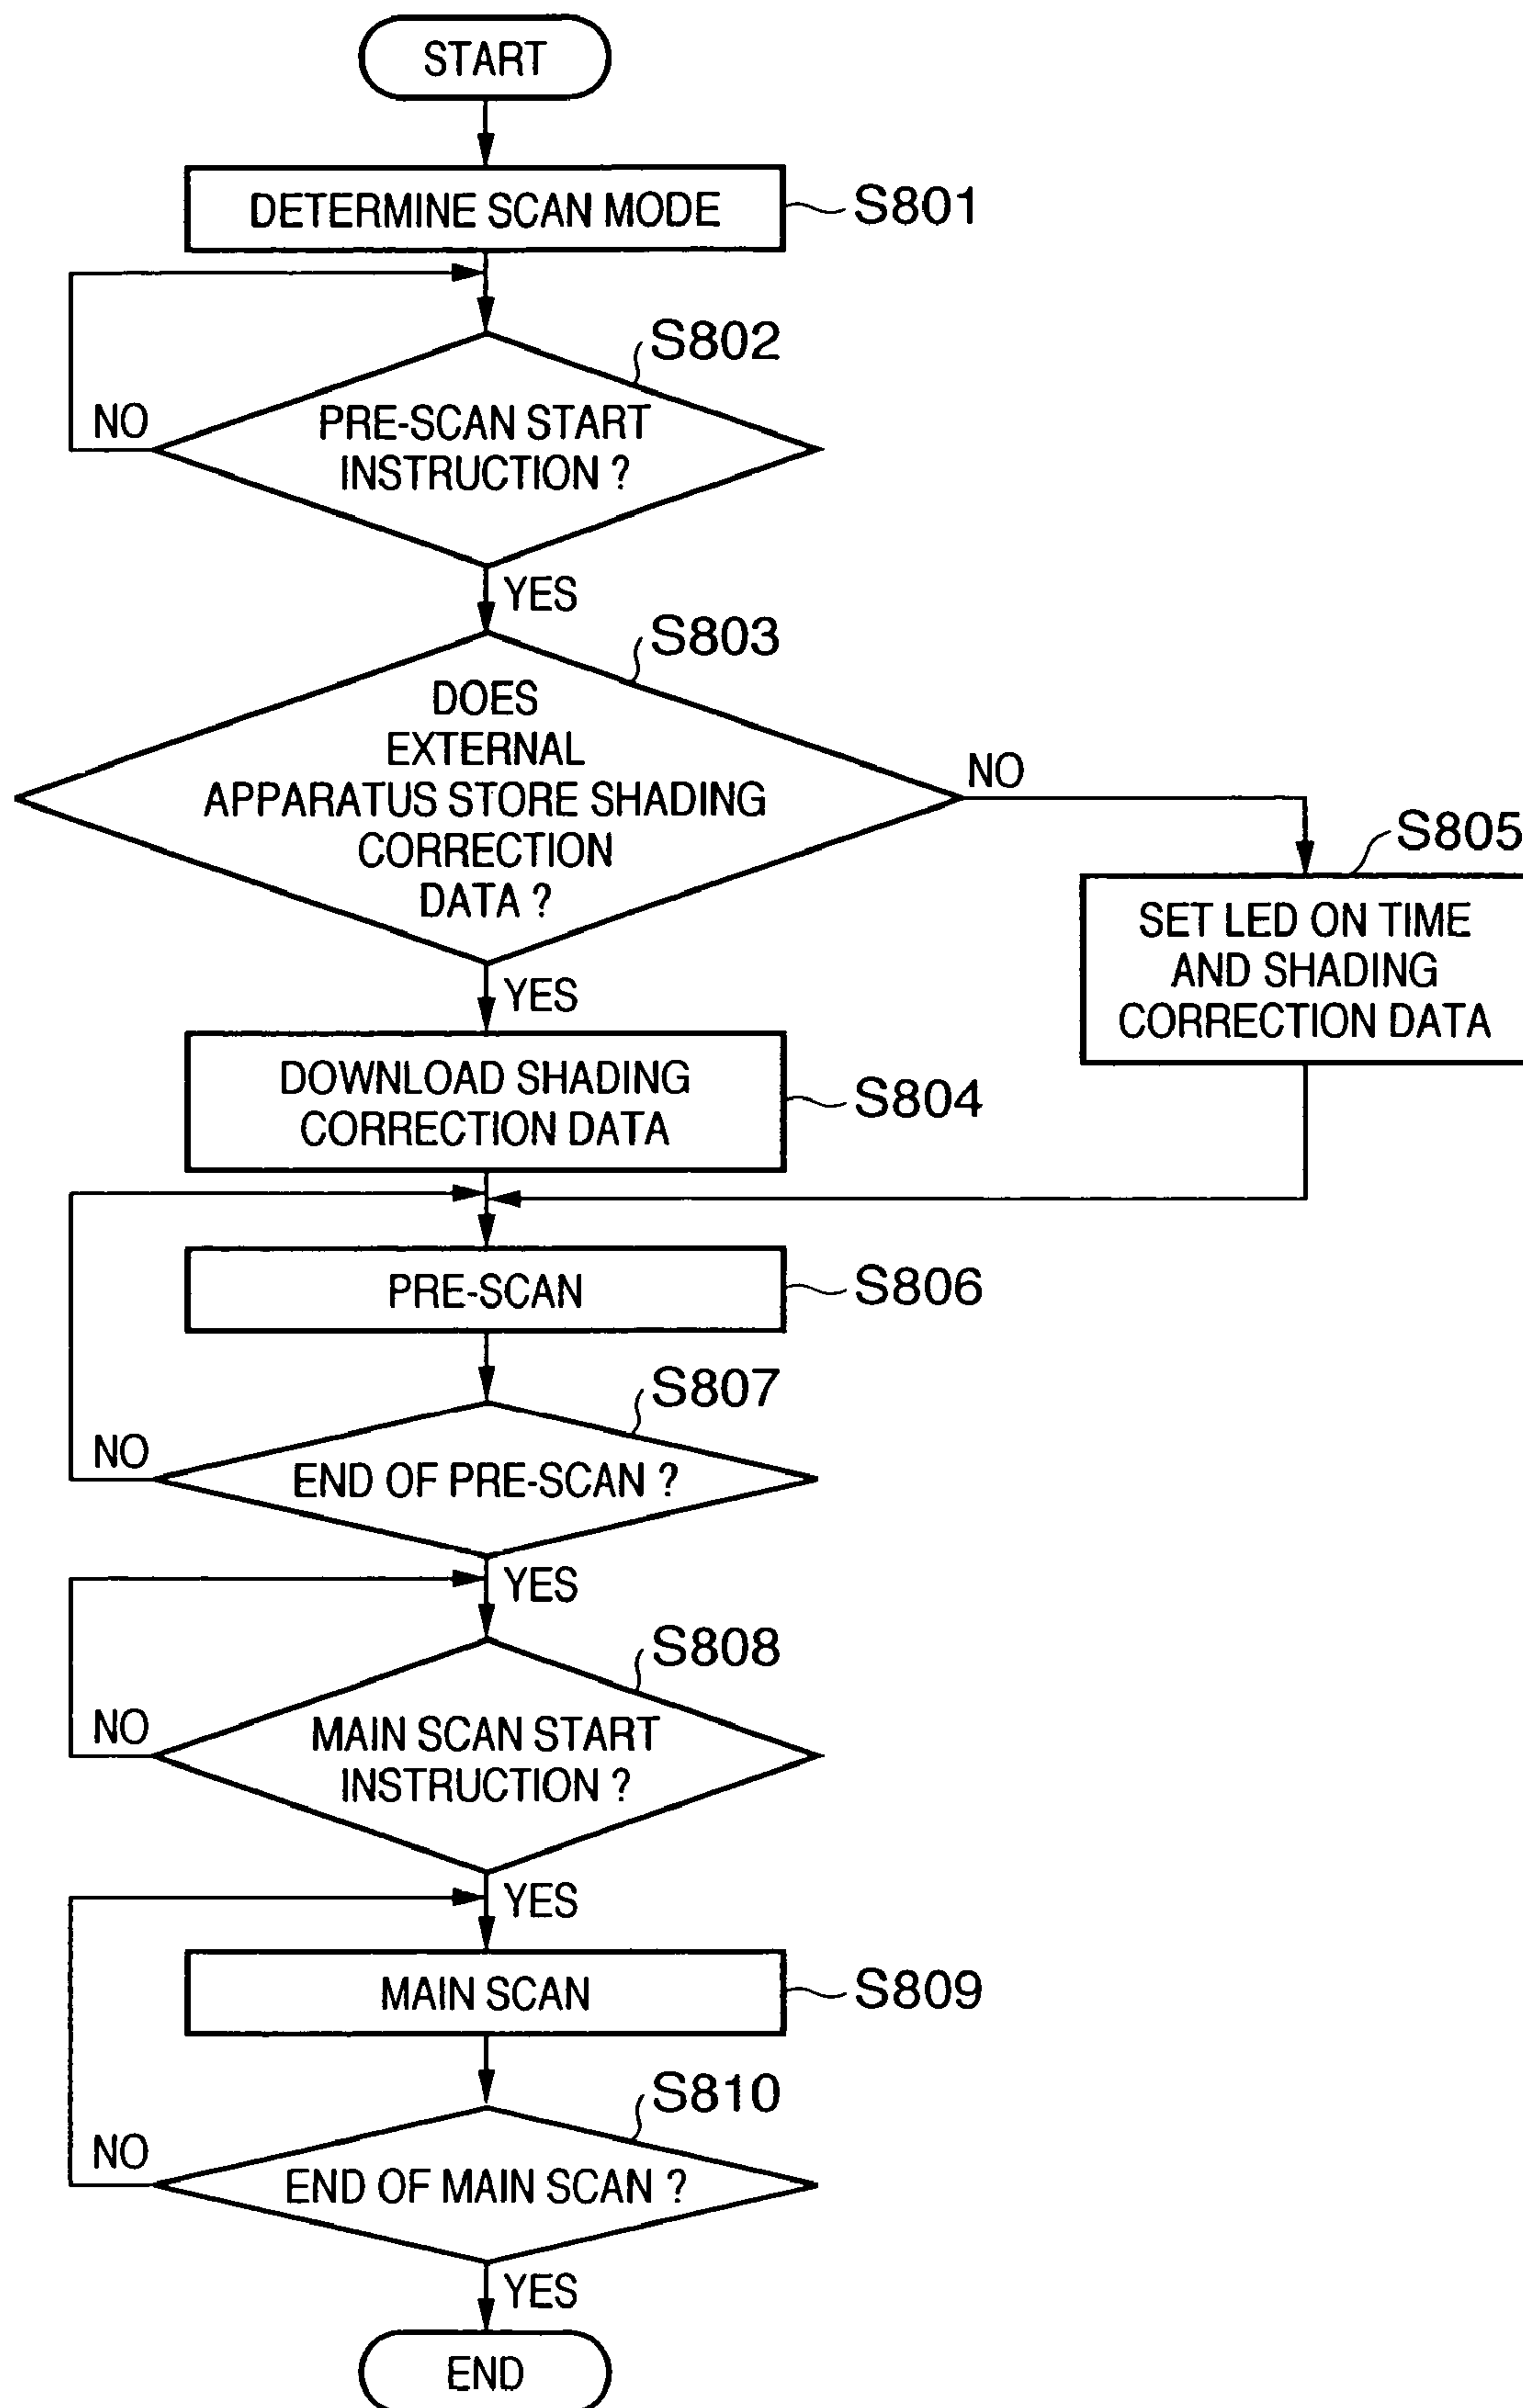 START
DETERMINE SCAN MODE
S801
S802
NO
PRE-SCAN START
INSTRUCTION ?
YES
S803
DOES
EXTERNAL
APPARATUS STORE SHADING
CORRECTION
DATA ?
NO
S805
SET LED ON TIME
AND SHADING
CORRECTION DATA
YES
DOWNLOAD SHADING
CORRECTION DATA
S804
PRE-SCAN
S806
S807
NO
END OF PRE-SCAN ?
YES
S808
NO
MAIN SCAN START
INSTRUCTION ?
YES
MAIN SCAN
S809
S810
NO
END OF MAIN SCAN ?
YES
END